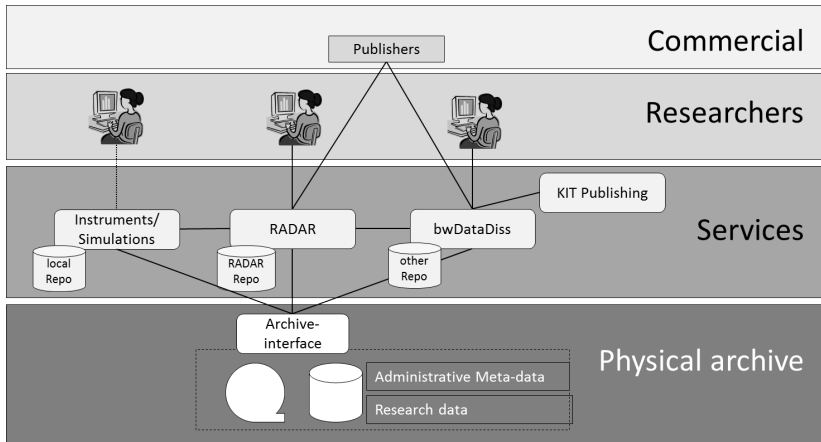 Commercial
Publishers
Researchers
KIT Publishing
Instruments/
Simulations
RADAR
bwDataDiss
Services
local
Repo
RADAR
Repo
other
Repo
Archive-
interface
Physical archive
Administrative Meta-data
Research data